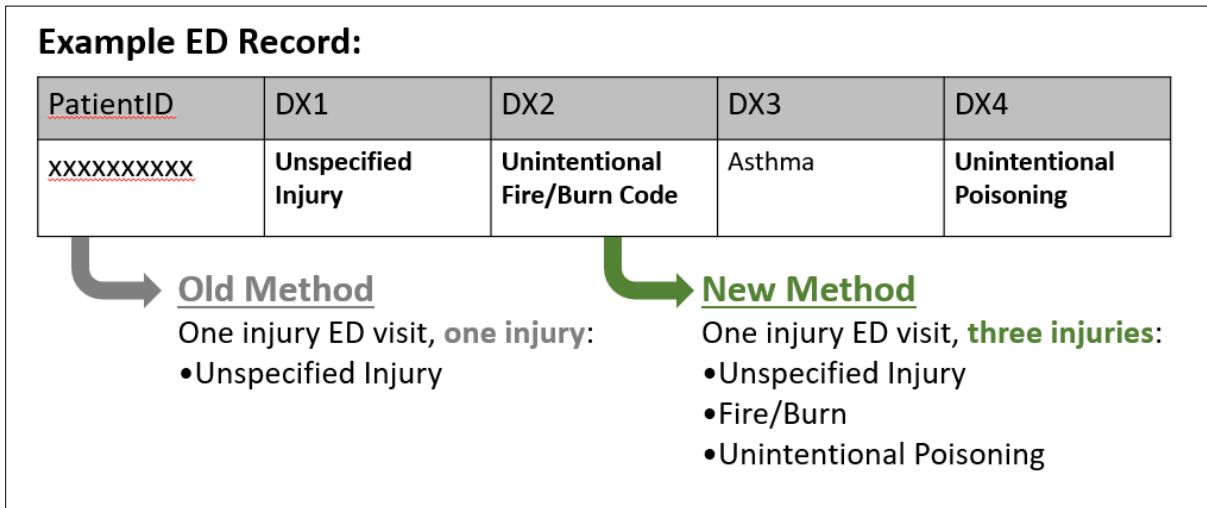 Example ED Record:
PatientID DX1 DX2 DX3 DX4
xxxxxxxxxx Unspecified Injury Unintentional Fire/Burn Code Asthma Unintentional Poisoning
Old Method
One injury ED visit, one injury:
•Unspecified Injury
New Method
One injury ED visit, three injuries:
•Unspecified Injury
•Fire/Burn
•Unintentional Poisoning